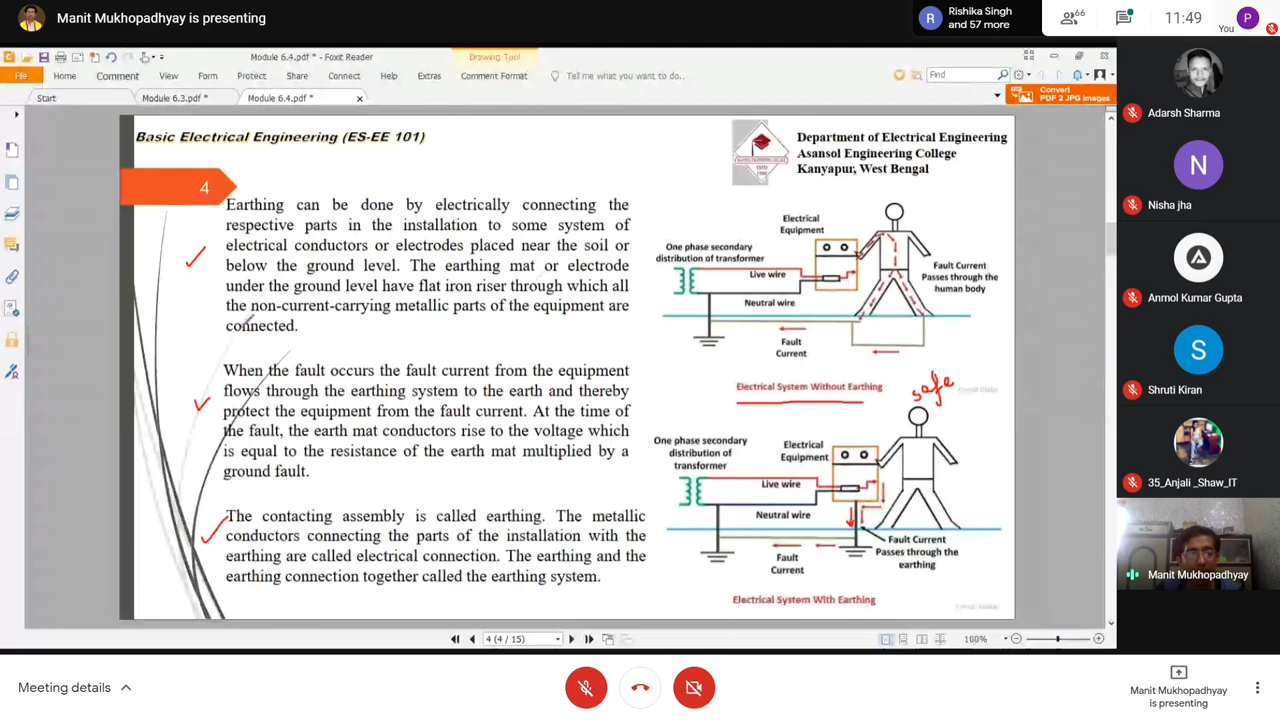 Manit Mukhopadhyay is presenting
R
Rishika Singh
and 57 more
66
11:49
You
P
Module 6.4.pdf * - Foxit Reader
Drawing Tool
File
Home
Comment
View
Form
Protect
Share
Connect
Help
Extras
Comment Format
Tell me what you want to do..
Find
Start
Module 6.3.pdf *
Module 6.4.pdf *
Convert
PDF 2 JPG Images
Basic Electrical Engineering (ES-EE 101)
Department of Electrical Engineering
Asansol Engineering College
Kanyapur, West Bengal
4
Earthing can be done by electrically connecting the
respective parts in the installation to some system of
electrical conductors or electrodes placed near the soil or
below the ground level. The earthing mat or electrode
under the ground level have flat iron riser through which all
the non-current-carrying metallic parts of the equipment are
connected.
When the fault occurs the fault current from the equipment
flows through the earthing system to the earth and thereby
protect the equipment from the fault current. At the time of
the fault, the earth mat conductors rise to the voltage which
is equal to the resistance of the earth mat multiplied by a
ground fault.
The contacting assembly is called earthing. The metallic
conductors connecting the parts of the installation with the
earthing are called electrical connection. The earthing and the
earthing connection together called the earthing system.
Electrical
Equipment
One phase secondary
distribution of transformer
Live wire
Neutral wire
Fault Current
Passes through the
human body
Fault
Current
Electrical System Without Earthing
safe
One phase secondary
distribution of
transformer
Electrical
Equipment
Live wire
Neutral wire
Fault Current
Passes through the
earthing
Fault
Current
Electrical System With Earthing
4 (4 / 15)
100%
Adarsh Sharma
N
Nisha jha
Anmol Kumar Gupta
S
Shruti Kiran
35_Anjali _Shaw_IT
Manit Mukhopadhyay
Meeting details
Manit Mukhopadhyay
is presenting